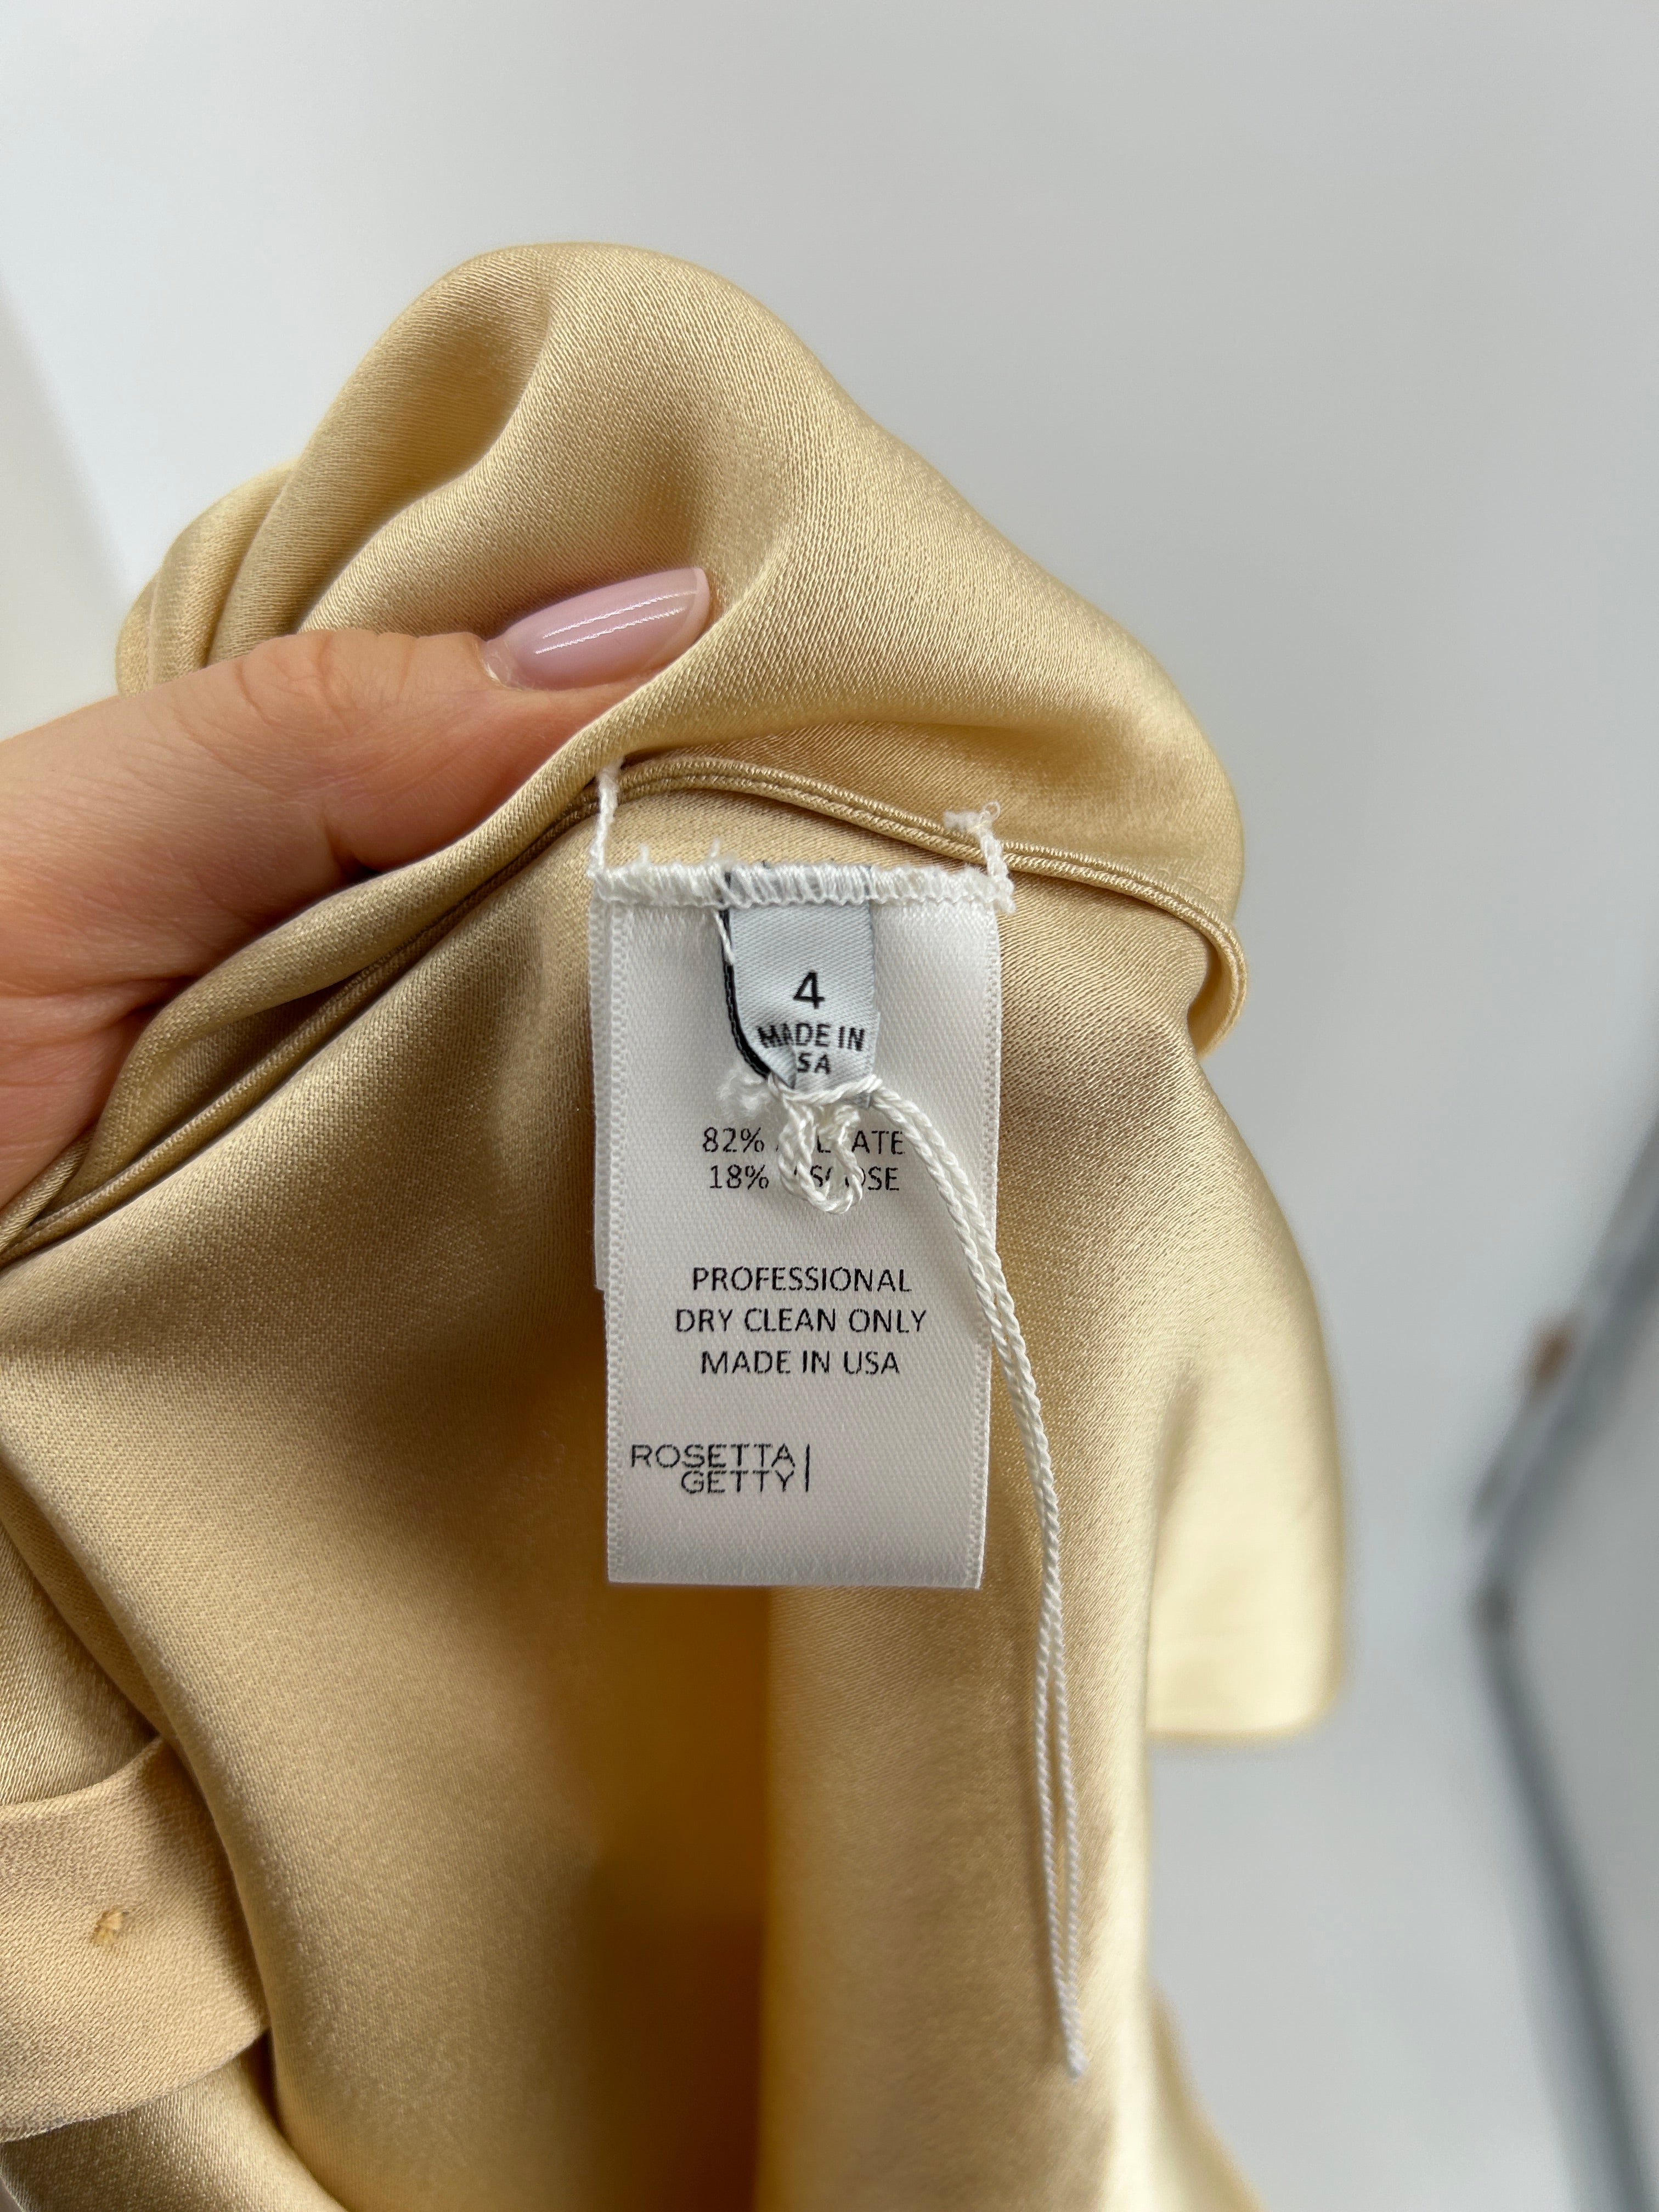 4
MADE IN
SA
82%
18%
PROFESSIONAL
DRY CLEAN ONLY
MADE IN USA
ROSETTA
GETTY